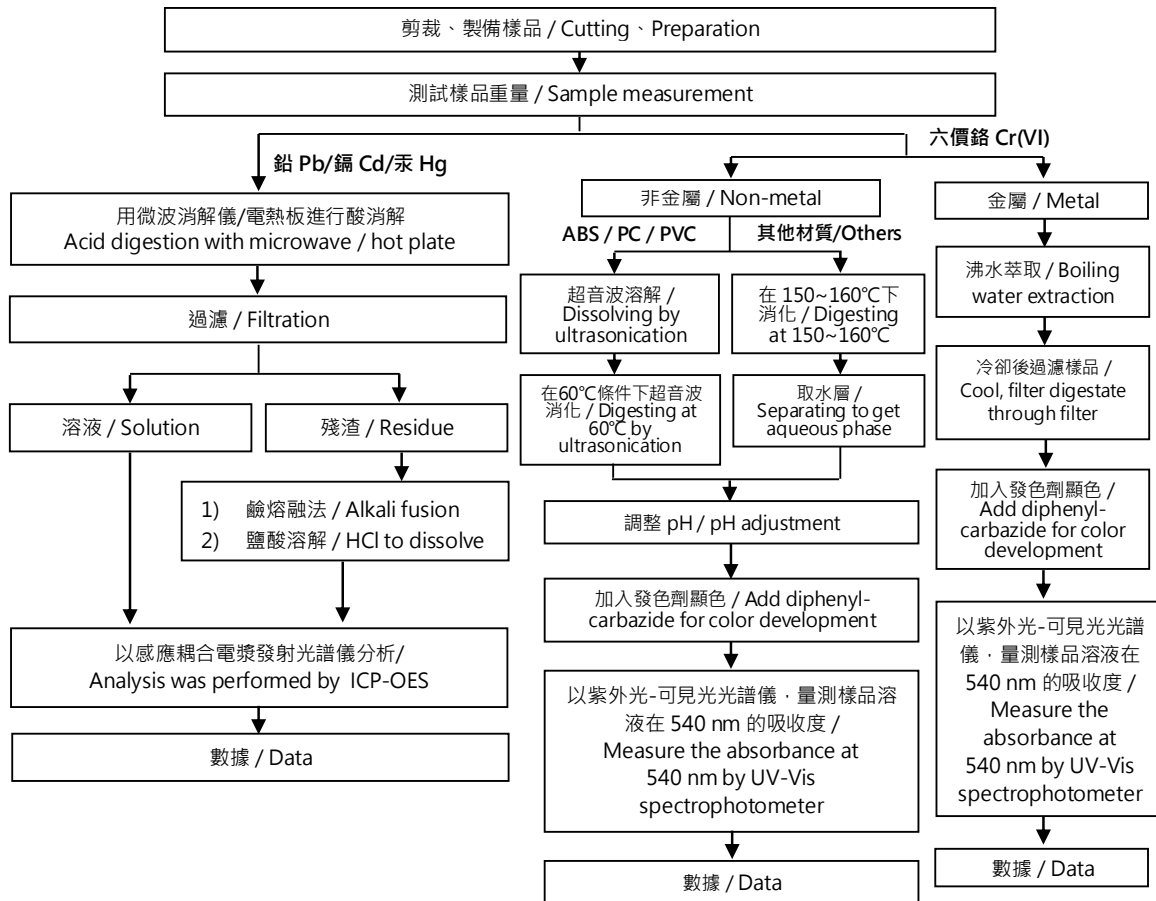 剪裁、製備樣品 / Cutting、Preparation
測試樣品重量 / Sample measurement
鉛 Pb/鎘 Cd/汞 Hg
用微波消解儀/電熱板進行酸消解
Acid digestion with microwave / hot plate
過濾 / Filtration
溶液 / Solution
殘渣 / Residue
1) 鹼熔融法 / Alkali fusion
2) 鹽酸溶解 / HCl to dissolve
以感應耦合電漿發射光譜儀分析/
Analysis was performed by ICP-OES
數據 / Data
六價鉻 Cr(VI)
非金屬 / Non-metal
ABS / PC / PVC
超音波溶解 /
Dissolving by
ultrasonication
在60℃條件下超音波
消化 / Digesting at
60℃ by
ultrasonication
其他材質/Others
在 150~160℃下
消化 / Digesting
at 150~160℃
取水層 /
Separating to get
aqueous phase
調整 pH / pH adjustment
加入發色劑顯色 / Add diphenyl-
carbazide for color development
以紫外光-可見光光譜儀，量測樣品溶
液在 540 nm 的吸收度 /
Measure the absorbance at
540 nm by UV-Vis
spectrophotometer
數據 / Data
金屬 / Metal
沸水萃取 / Boiling
water extraction
冷卻後過濾樣品 /
Cool, filter digestate
through filter
加入發色劑顯色 /
Add diphenyl-
carbazide for color
development
以紫外光-可見光光譜
儀，量測樣品溶液在
540 nm 的吸收度 /
Measure the
absorbance at
540 nm by UV-Vis
spectrophotometer
數據 / Data